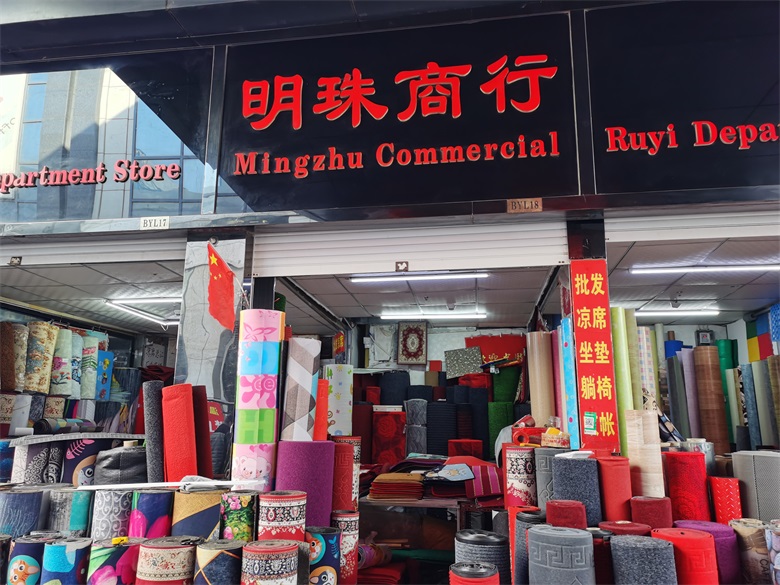 明珠商行
Mingzhu Commercial
partment Store
Ruyi Depa
BYL17
BYL18
批发
凉席
坐垫
躺椅
帐